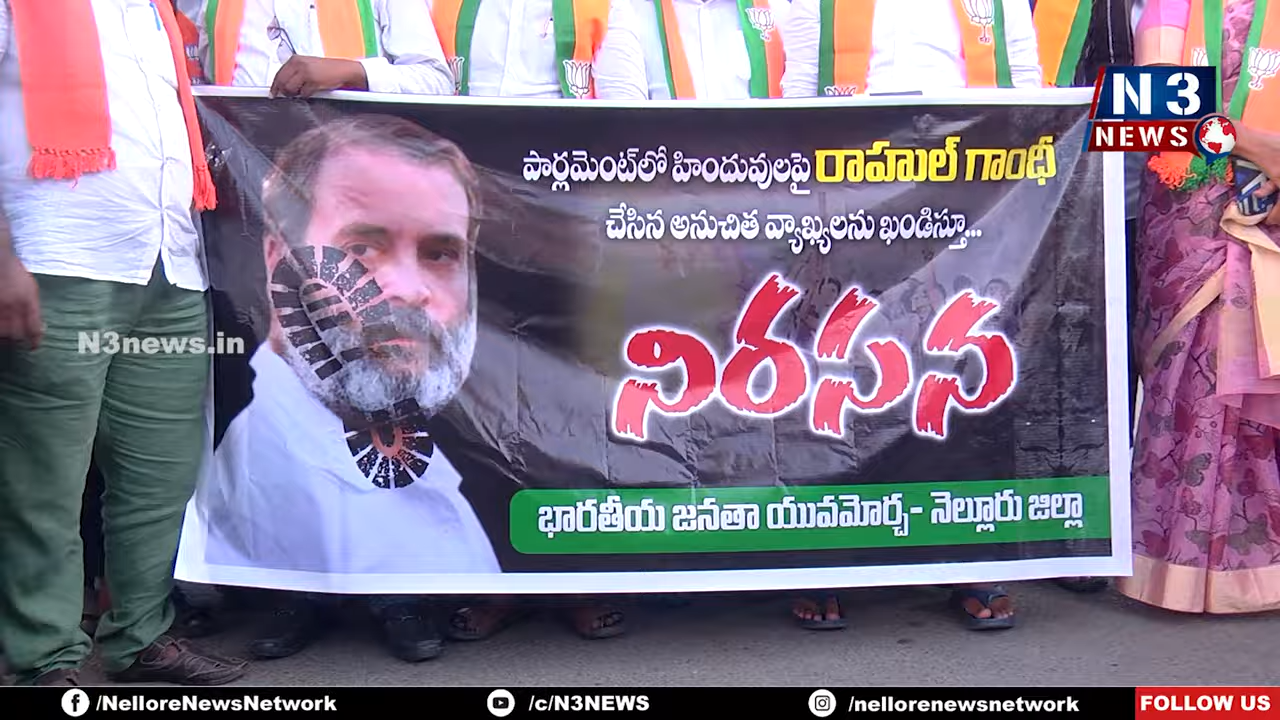 పార్లమెంట్‌లో హిందువులపై రాహుల్ గాంధీ
చేసిన అనుచిత వ్యాఖ్యలను ఖండిస్తూ...
నిరసన
భారతీయ జనతా యువమోర్చ- నెల్లూరు జిల్లా
N3
NEWS
N3news.in
/NelloreNewsNetwork
/c/N3NEWS
/nellorenewsnetwork
FOLLOW US